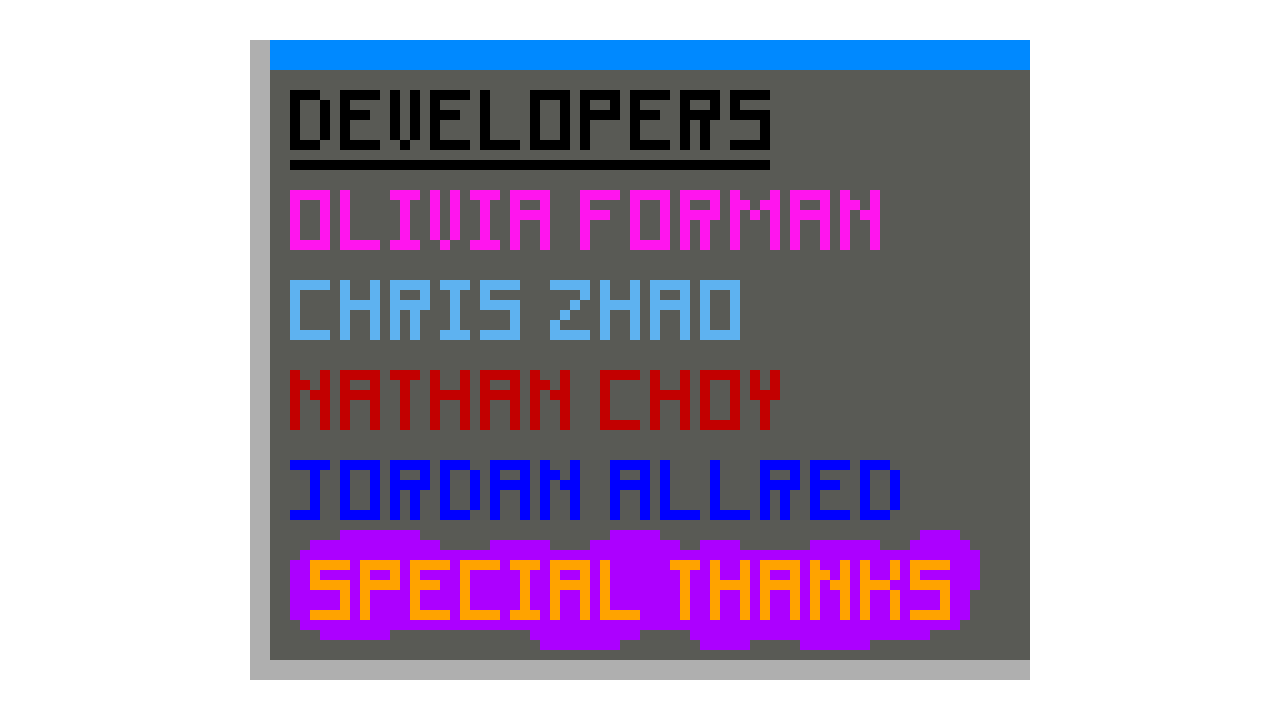 DEVELOPERS
OLIVIA FORMAN
CHRIS ZHAO
NATHAN CHOY
JORDAN ALLRED
SPECIAL THANKS